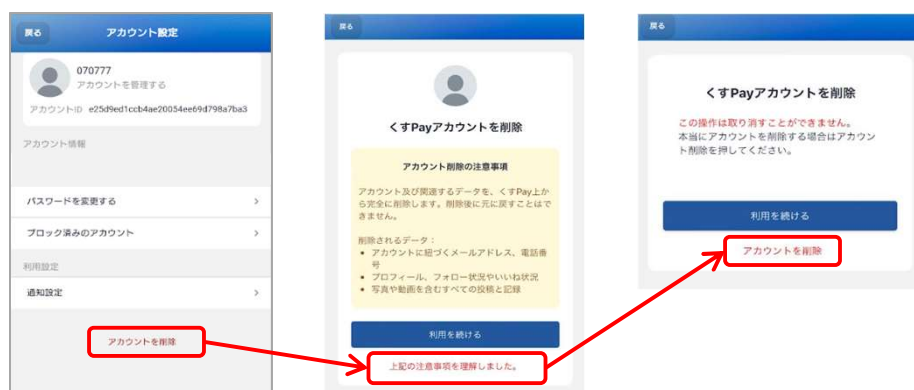 戻る
アカウント設定
070777
アカウントを管理する
アカウントID e25d9ed1ccb4ae20054ee69d798a7ba3
アカウント情報
パスワードを変更する
ブロック済みのアカウント
利用設定
通知設定
アカウントを削除
戻る
くすPayアカウントを削除
アカウント削除の注意事項
アカウント及び関連するデータを、くすPay上か
ら完全に削除します。削除後に元に戻すことはで
きません。
削除されるデータ:
• アカウントに紐づくメールアドレス、電話番
号
• プロフィール、フォロー状況やいいね状況
• 写真や動画を含むすべての投稿と記録
利用を続ける
上記の注意事項を理解しました。
戻る
くすPayアカウントを削除
この操作は取り消すことができません。
本当にアカウントを削除する場合はアカウン
ト削除を押してください。
利用を続ける
アカウントを削除